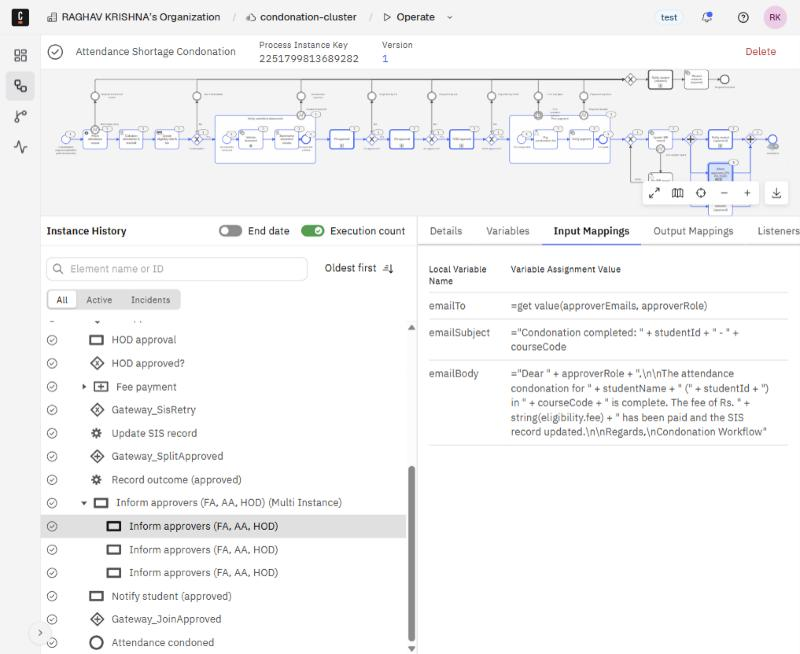 C
RAGHAV KRISHNA's Organization / condonation-cluster / Operate
test
RK
Attendance Shortage Condonation
Process Instance Key
2251799813689282
Version
1
Delete
Instance History
End date
Execution count
Details
Variables
Input Mappings
Output Mappings
Listeners
Element name or ID
Oldest first
All
Active
Incidents
HOD approval
HOD approved?
Fee payment
Gateway_SisRetry
Update SIS record
Gateway_SplitApproved
Record outcome (approved)
Inform approvers (FA, AA, HOD) (Multi Instance)
Inform approvers (FA, AA, HOD)
Inform approvers (FA, AA, HOD)
Inform approvers (FA, AA, HOD)
Notify student (approved)
Gateway_JoinApproved
Attendance condoned
Local Variable
Name
Variable Assignment Value
emailTo
=get value(approverEmails, approverRole)
emailSubject
="Condonation completed: " + studentId + " - " +
courseCode
emailBody
="Dear " + approverRole + ",\n\nThe attendance
condonation for " + studentName + " (" + studentId + ")
in " + courseCode + " is complete. The fee of Rs. " +
string(eligibility.fee) + " has been paid and the SIS
record updated.\n\nRegards,\nCondonation Workflow"